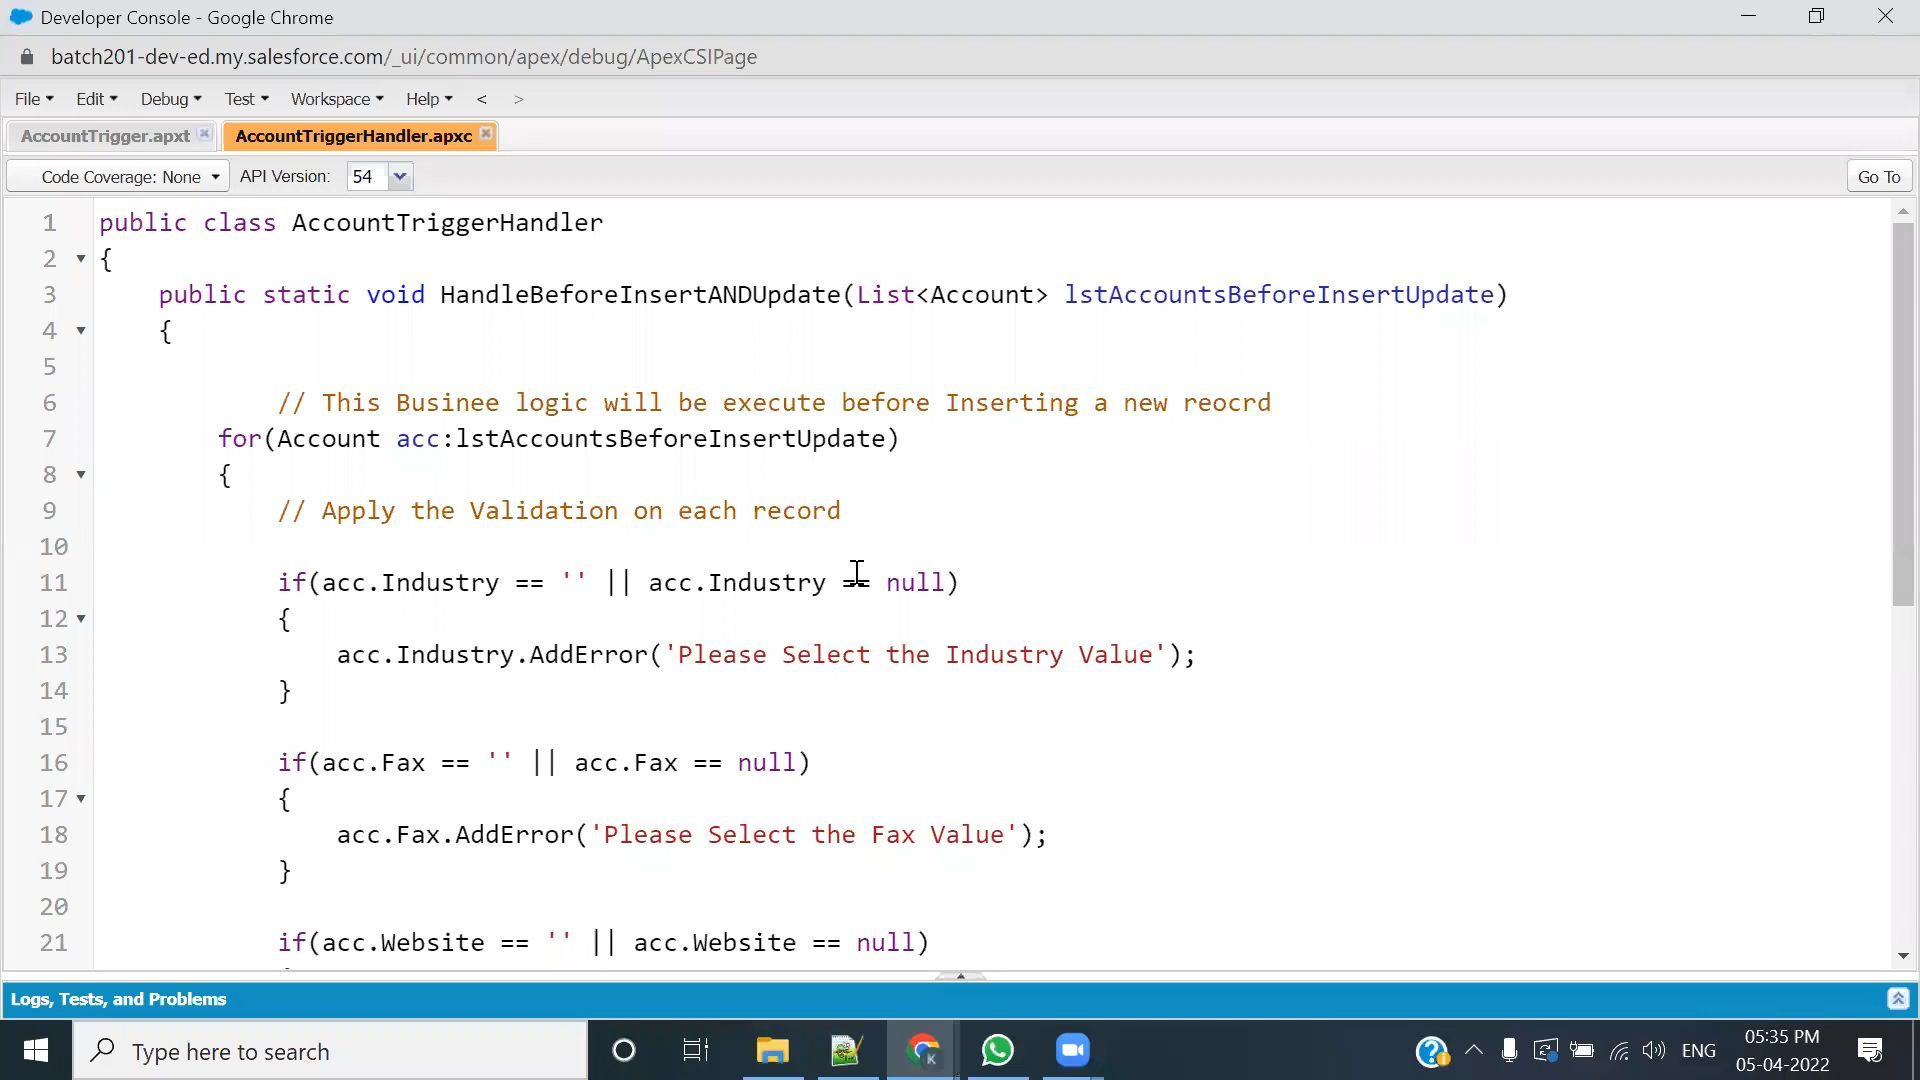 Developer Console - Google Chrome
batch201-dev-ed.my.salesforce.com/_ui/common/apex/debug/ApexCSIPage
File Edit Debug Test Workspace Help < >
AccountTrigger.apxt AccountTriggerHandler.apxc
Code Coverage: None API Version: 54 Go To
1 public class AccountTriggerHandler
2 {
3 public static void HandleBeforeInsertANDUpdate(List<Account> lstAccountsBeforeInsertUpdate)
4 {
5
6 // This Businee logic will be execute before Inserting a new reocrd
7 for(Account acc:lstAccountsBeforeInsertUpdate)
8 {
9 // Apply the Validation on each record
10
11 if(acc.Industry == '' || acc.Industry == null)
12 {
13 acc.Industry.AddError('Please Select the Industry Value');
14 }
15
16 if(acc.Fax == '' || acc.Fax == null)
17 {
18 acc.Fax.AddError('Please Select the Fax Value');
19 }
20
21 if(acc.Website == '' || acc.Website == null)
Logs, Tests, and Problems
Type here to search
K
ENG
05:35 PM
05-04-2022